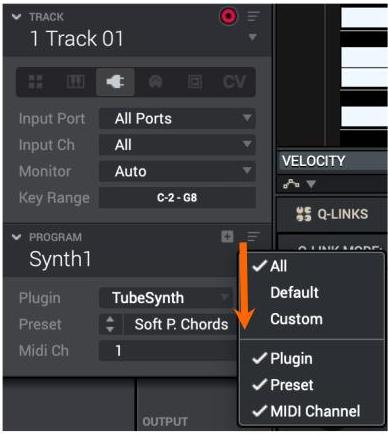 TRACK
1 Track 01
CV
Input Port All Ports
Input Ch All
Monitor Auto
Key Range C-2 - G8
VELOCITY
Q-LINKS
PROGRAM
Synth1
Q-LINK MODE:
Plugin TubeSynth
Preset Soft P. Chords
Midi Ch 1
All
Default
Custom
Plugin
Preset
MIDI Channel
OUTPUT